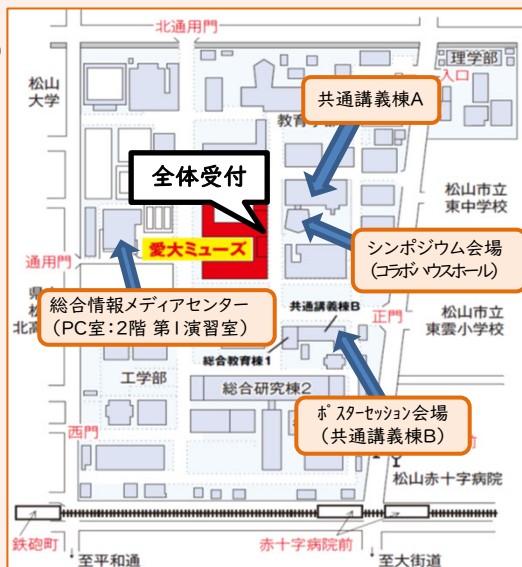 北通用門
理学部
入口
松山
大学
共通講義棟A
教育学部
全体受付
松山市立
東中学校
愛大ミューズ
シンポジウム会場
(コラボハウスホール)
通用門
総合情報メディアセンター
(PC室:2階 第1演習室)
共通講義棟B
正門
松山市立
東雲小学校
県
松
北高
総合教育棟1
工学部
総合研究棟2
ポスターセッション会場
(共通講義棟B)
西門
前
松山赤十字病院
鉄砲町
赤十字病院前
↓至平和通
↓至大街道